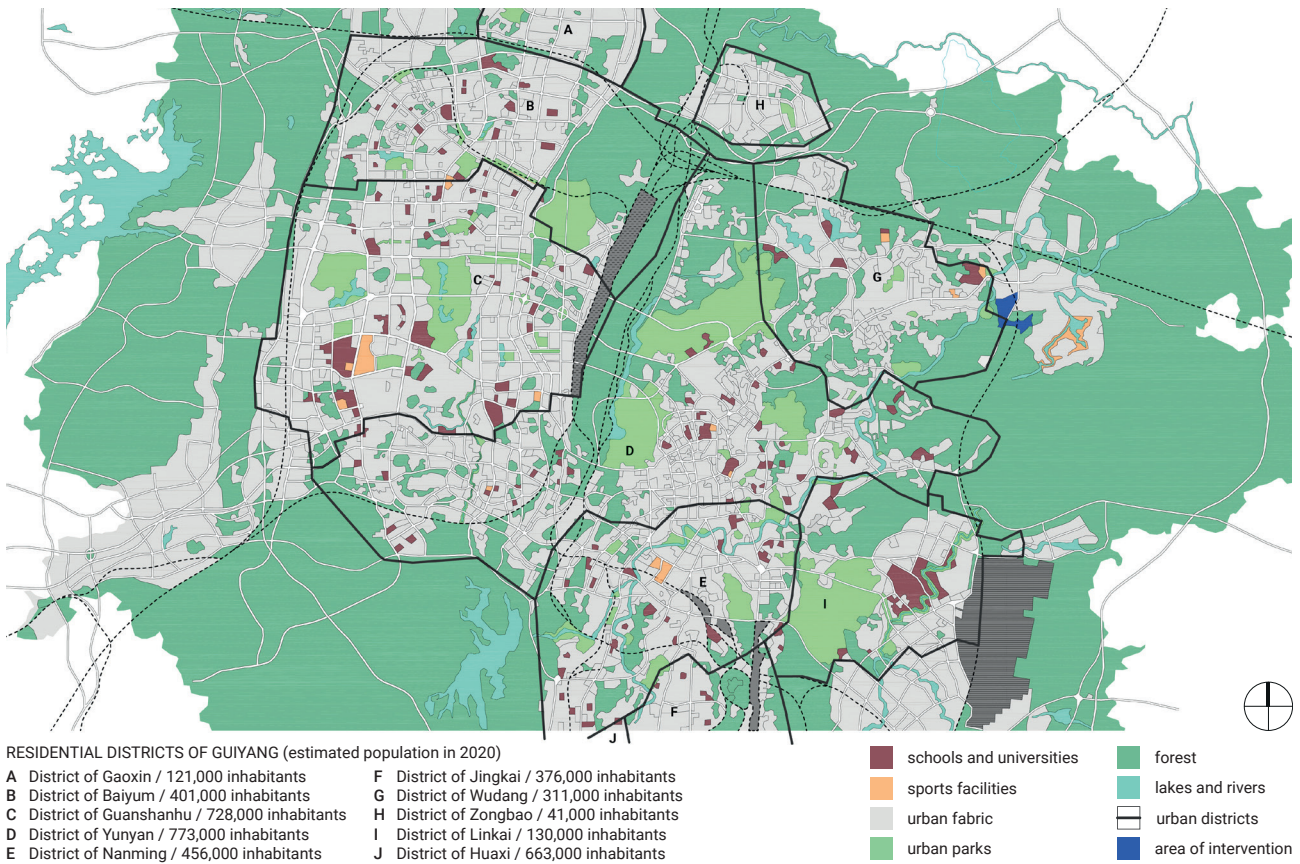 A
B
H
G
C
D
E
I
F
J
RESIDENTIAL DISTRICTS OF GUIYANG (estimated population in 2020)
A District of Gaoxin / 121,000 inhabitants
B District of Baiyum / 401,000 inhabitants
C District of Guanshanhu / 728,000 inhabitants
D District of Yunyan / 773,000 inhabitants
E District of Nanming / 456,000 inhabitants
F District of Jingkai / 376,000 inhabitants
G District of Wudang / 311,000 inhabitants
H District of Zongbao / 41,000 inhabitants
I District of Linkai / 130,000 inhabitants
J District of Huaxi / 663,000 inhabitants
schools and universities
sports facilities
urban fabric
urban parks
forest
lakes and rivers
urban districts
area of intervention